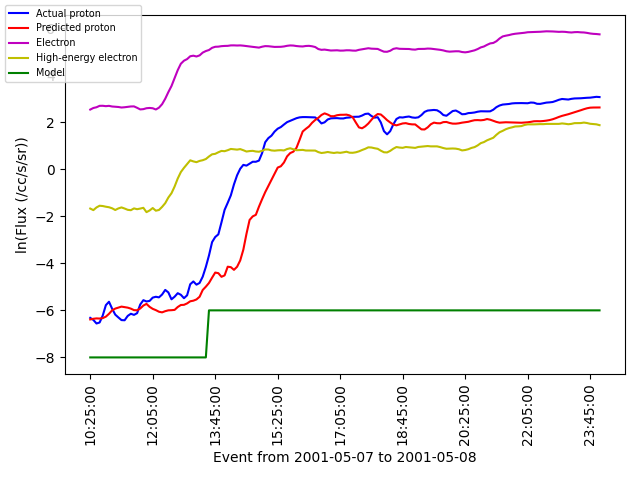 Actual proton
Predicted proton
Electron
High-energy electron
Model
2
0
−2
−4
−6
−8
ln(Flux (/cc/s/sr))
10:25:00
12:05:00
13:45:00
15:25:00
17:05:00
18:45:00
20:25:00
22:05:00
23:45:00
Event from 2001-05-07 to 2001-05-08